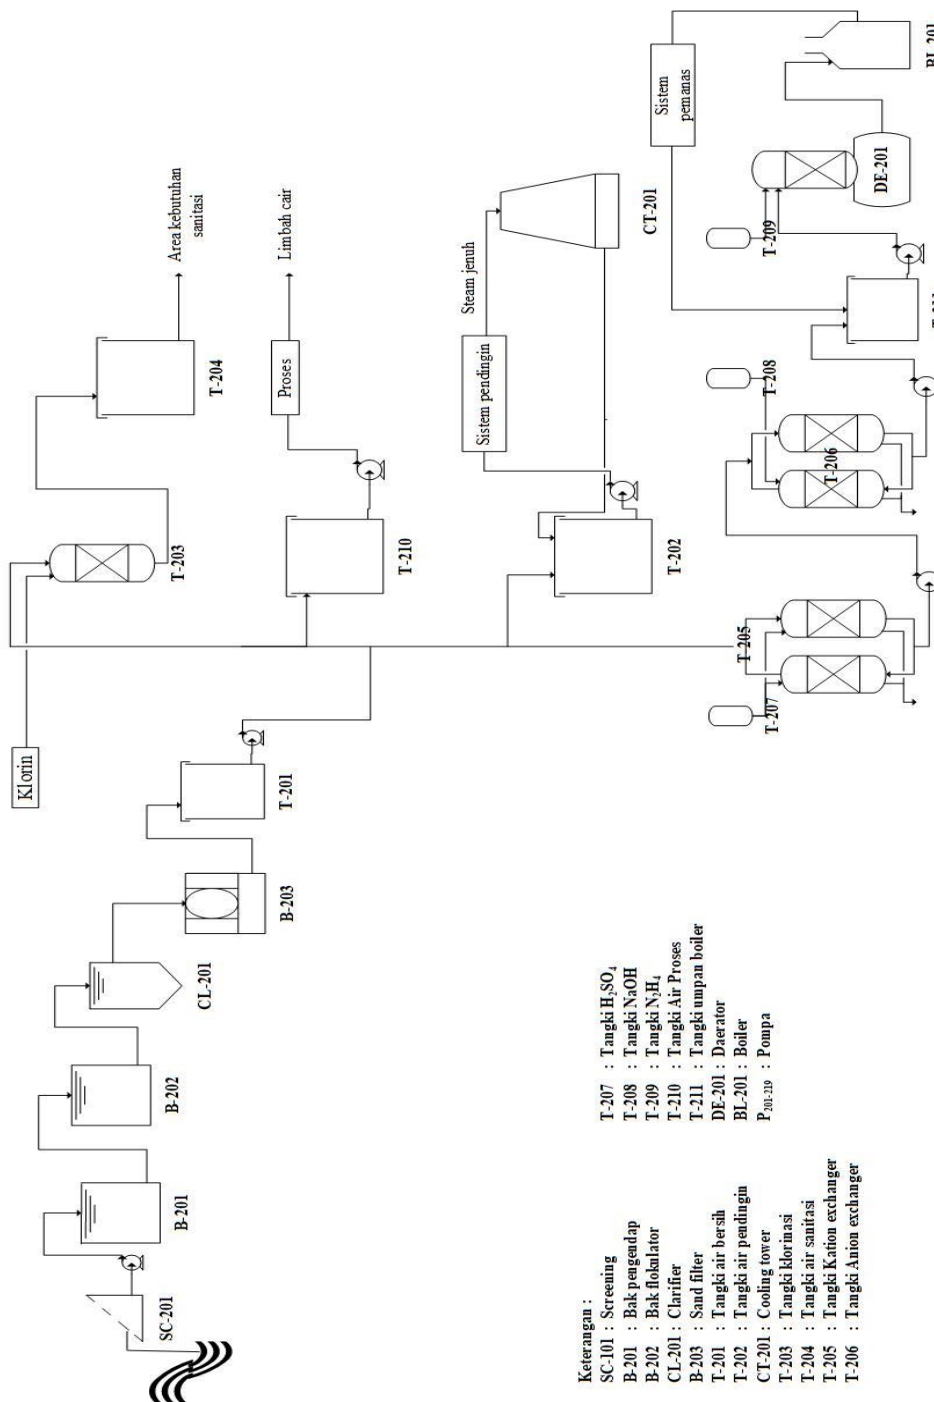 Klorin
Area kebutuhan
sanitasi
T-204
T-203
Proses
Limbah cair
T-210
Sistem pendingin
Steam jenuh
CT-201
T-202
Sistem
pemanas
BL-201
DE-201
T-209
T-208
T-206
T-205
T-207
SC-201
B-201
B-202
CL-201
B-203
T-201
Keterangan :
SC-101 : Screening
B-201 : Bak pengendap
B-202 : Bak flokulator
CL-201 : Clarifier
B-203 : Sand filter
T-201 : Tangki air bersih
T-202 : Tangki air pendingin
CT-201 : Cooling tower
T-203 : Tangki klorinasi
T-204 : Tangki air sanitasi
T-205 : Tangki Kation exchanger
T-206 : Tangki Anion exchanger
T-207 : Tangki H₂SO₄
T-208 : Tangki NaOH
T-209 : Tangki N₂H₄
T-210 : Tangki Air Proses
T-211 : Tangki umpan boiler
DE-201 : Daerator
BL-201 : Boiler
P₂₀₁₋₂₁₉ : Pompa